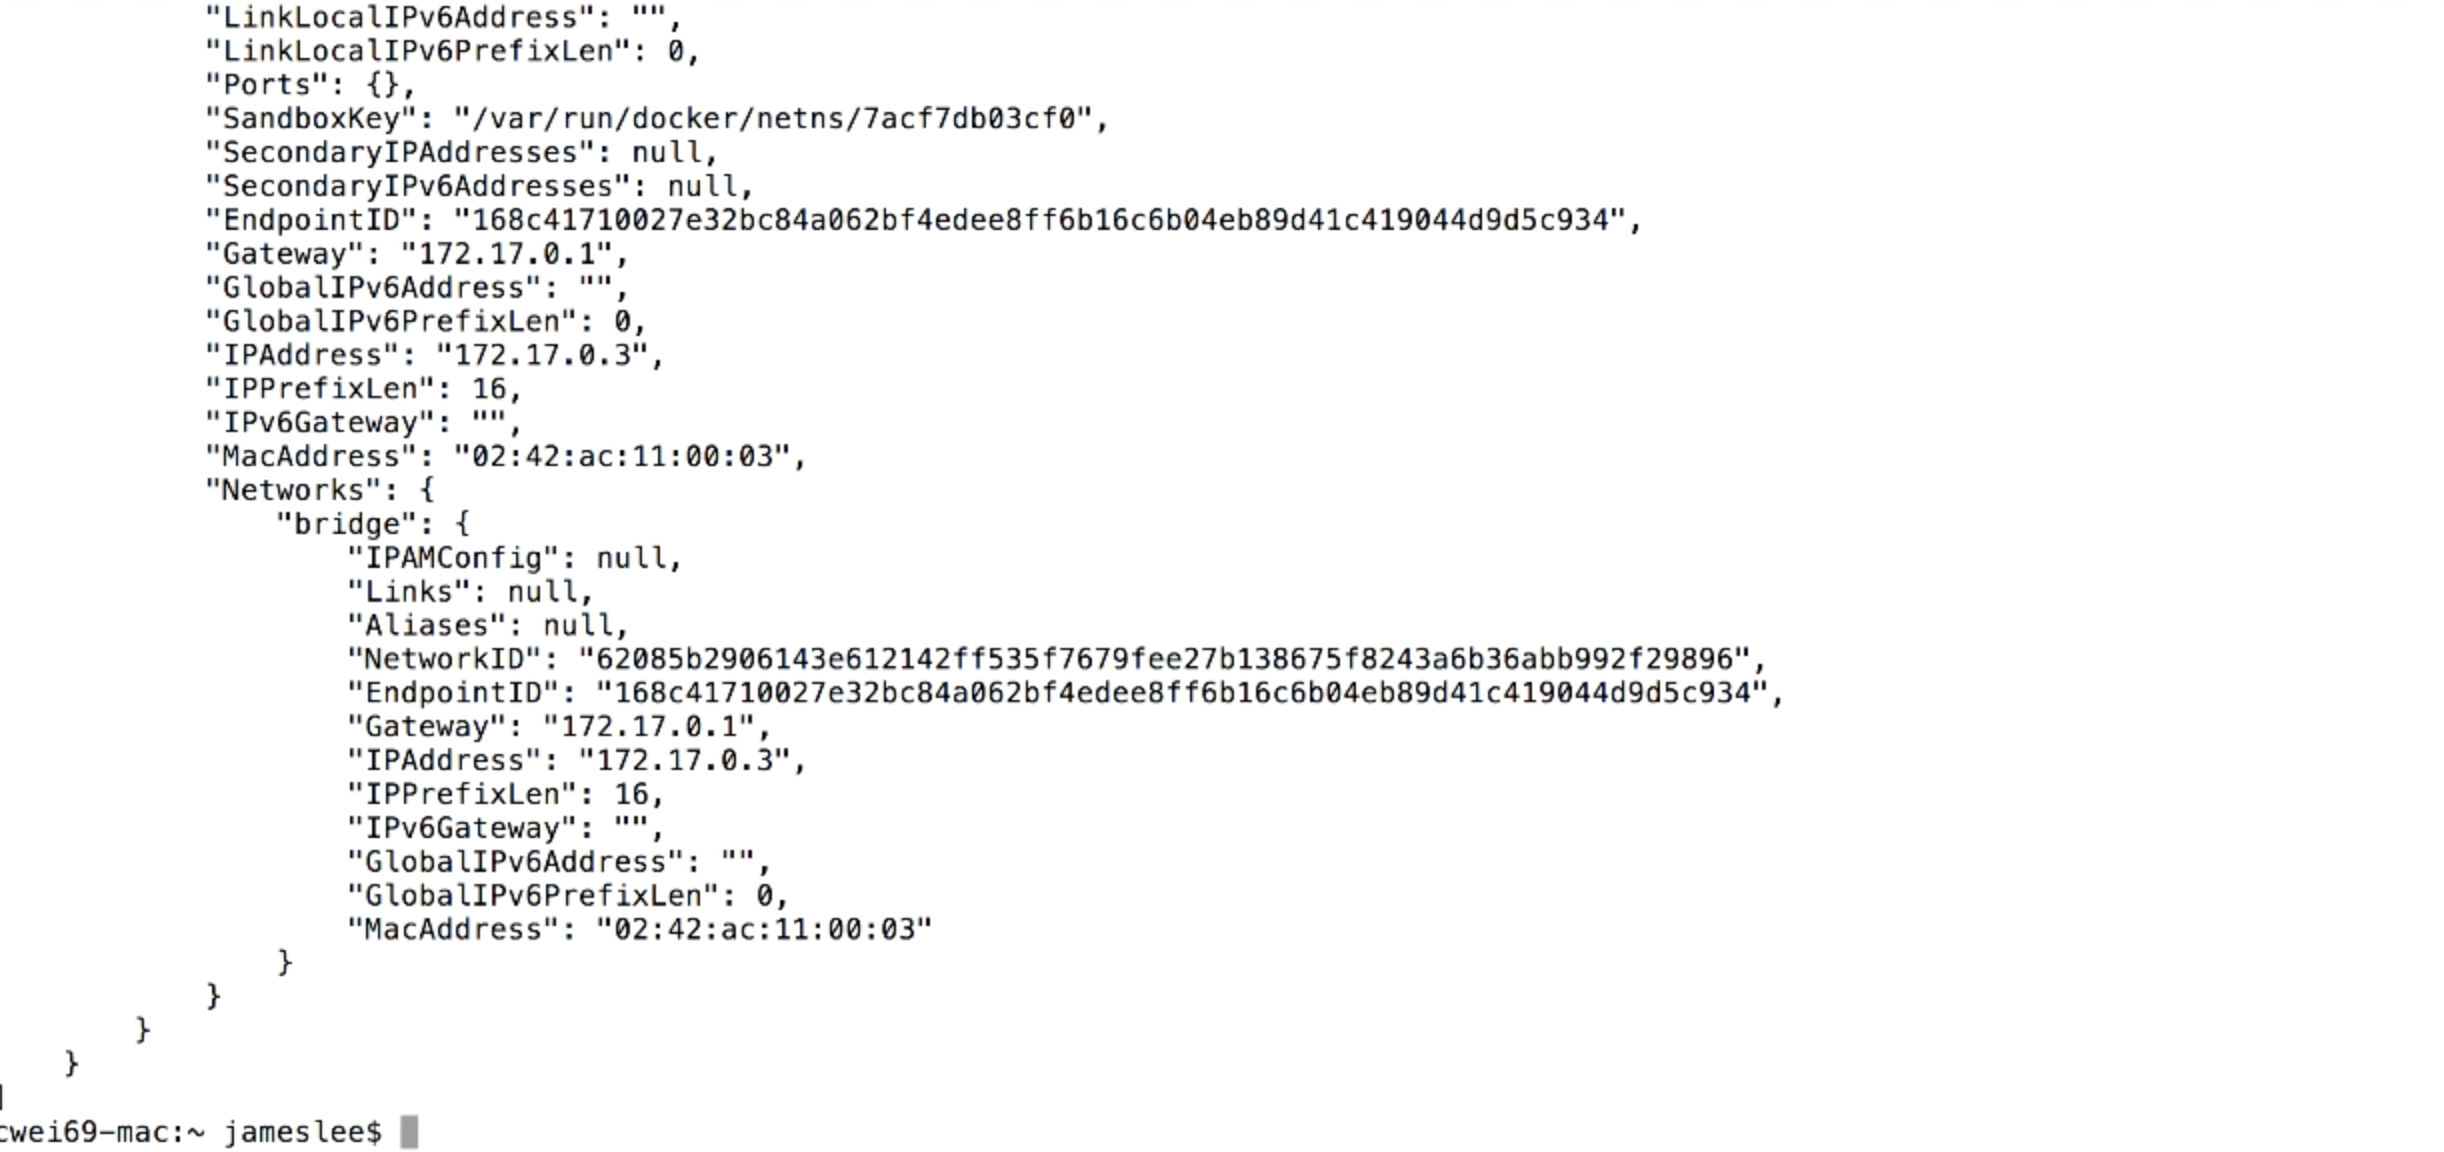 "LinkLocalIPv6Address": "",
"LinkLocalIPv6PrefixLen": 0,
"Ports": {},
"SandboxKey": "/var/run/docker/netns/7acf7db03cf0",
"SecondaryIPAddresses": null,
"SecondaryIPv6Addresses": null,
"EndpointID": "168c41710027e32bc84a062bf4edee8ff6b16c6b04eb89d41c419044d9d5c934",
"Gateway": "172.17.0.1",
"GlobalIPv6Address": "",
"GlobalIPv6PrefixLen": 0,
"IPAddress": "172.17.0.3",
"IPPrefixLen": 16,
"IPv6Gateway": "",
"MacAddress": "02:42:ac:11:00:03",
"Networks": {
"bridge": {
"IPAMConfig": null,
"Links": null,
"Aliases": null,
"NetworkID": "62085b2906143e612142ff535f7679fee27b138675f8243a6b36abb992f29896",
"EndpointID": "168c41710027e32bc84a062bf4edee8ff6b16c6b04eb89d41c419044d9d5c934",
"Gateway": "172.17.0.1",
"IPAddress": "172.17.0.3",
"IPPrefixLen": 16,
"IPv6Gateway": "",
"GlobalIPv6Address": "",
"GlobalIPv6PrefixLen": 0,
"MacAddress": "02:42:ac:11:00:03"
}
}
}
}
]
cwei69-mac:~ jameslee$